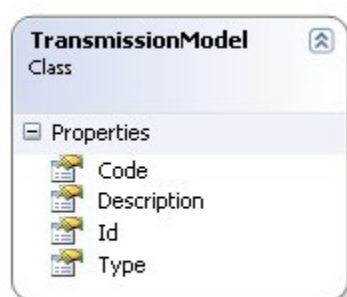 TransmissionModel
Class
Properties
Code
Description
Id
Type